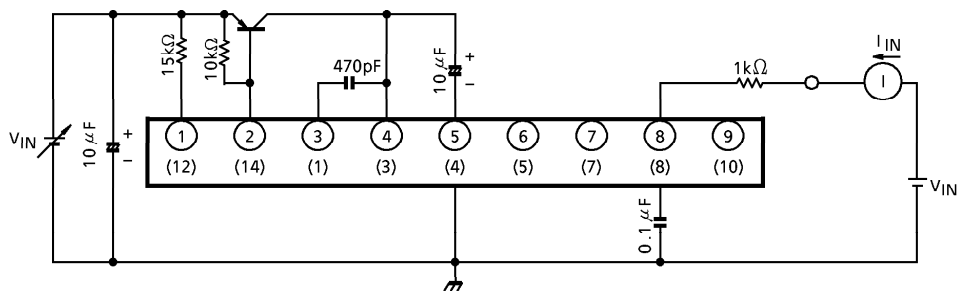 15kΩ
10kΩ
470pF
10μF
+
−
1kΩ
I IN
I
VIN
10μF
+
−
1 2 3 4 5 6 7 8 9
(12) (14) (1) (3) (4) (5) (7) (8) (10)
VIN
0.1μF